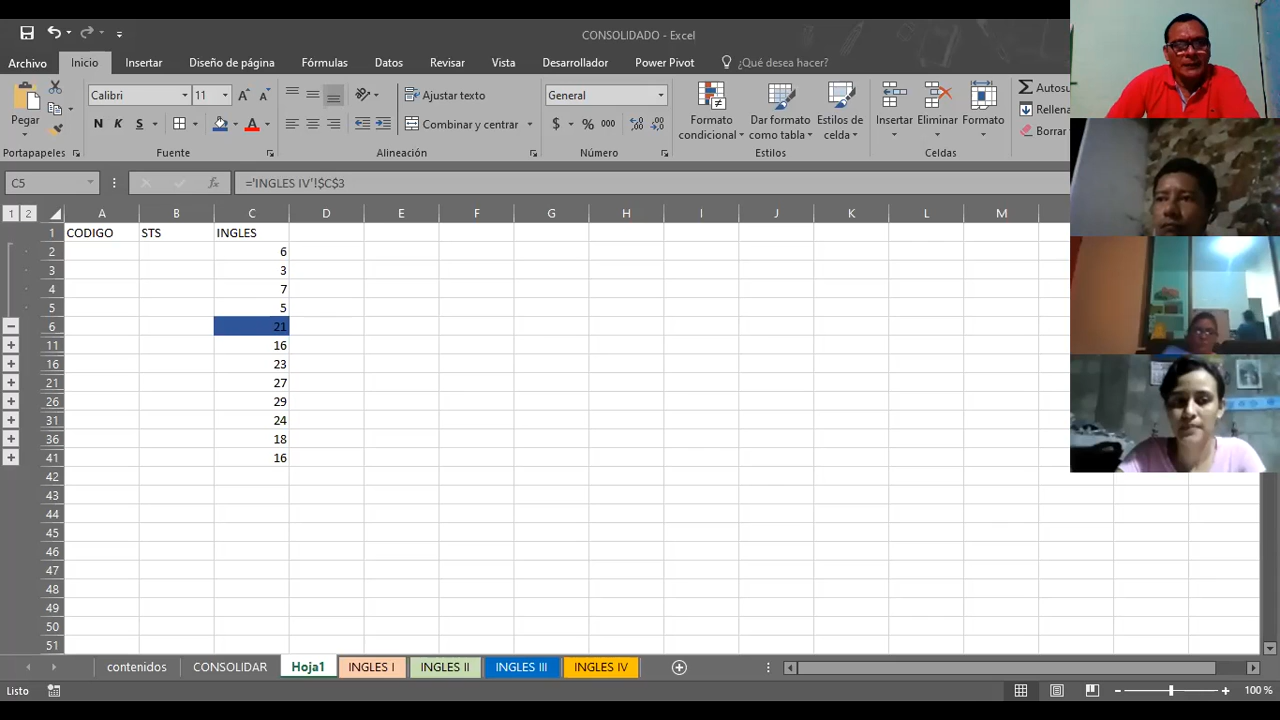 CONSOLIDADO - Excel
Archivo Inicio Insertar Diseño de página Fórmulas Datos Revisar Vista Desarrollador Power Pivot ¿Qué desea hacer?
Pegar
Calibri 11 A A
N K S A
Ajustar texto
Combinar y centrar
General
$ % 000
Formato condicional
Dar formato como tabla
Estilos de celda
Insertar Eliminar Formato
Autosu
Rellena
Borrar
Portapapeles Fuente Alineación Número Estilos Celdas
C5 fx ='INGLES IV'!$C$3
1 2 A B C D E F G H I J K L M
1 CODIGO STS INGLES
2 6
3 3
4 7
5 5
6 21
11 16
16 23
21 27
26 29
31 24
36 18
41 16
42
43
44
45
46
47
48
49
50
51
contenidos CONSOLIDAR Hoja1 INGLES I INGLES II INGLES III INGLES IV
Listo 100 %